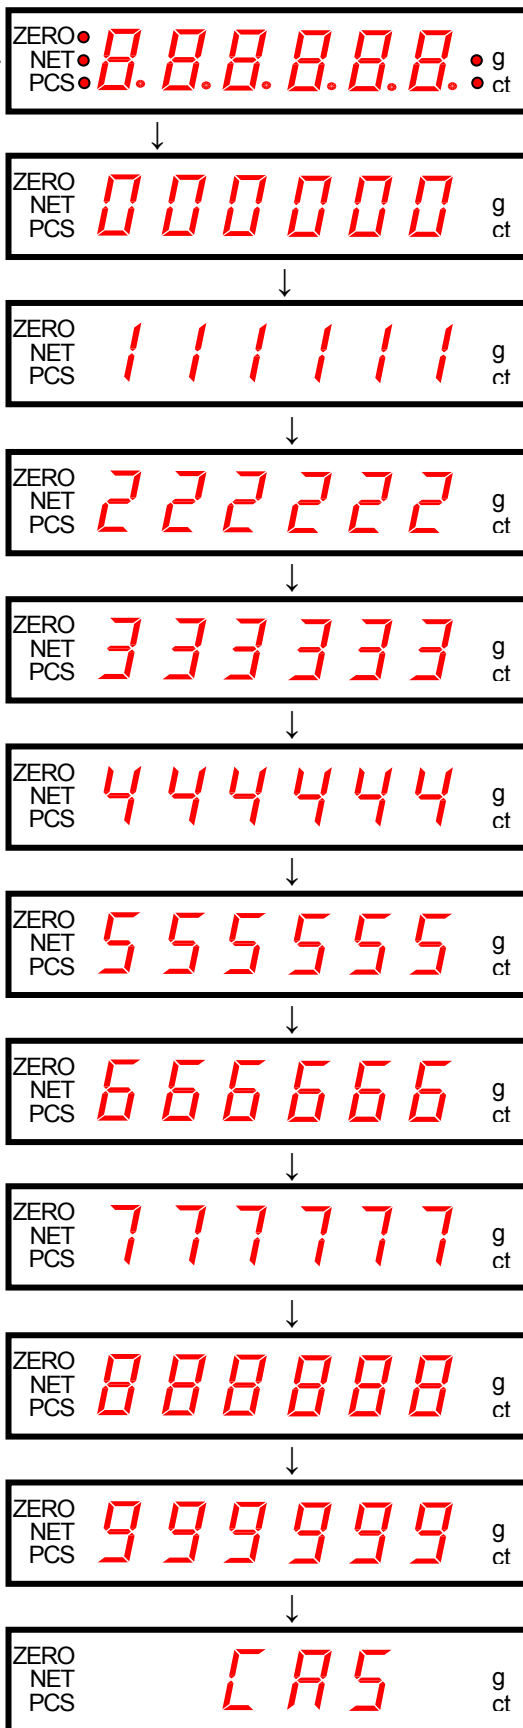 ZERO
NET
PCS
8.8.8.8.8.8.
g
ct
↓
ZERO
NET
PCS
000000
g
ct
↓
ZERO
NET
PCS
111111
g
ct
↓
ZERO
NET
PCS
222222
g
ct
↓
ZERO
NET
PCS
333333
g
ct
↓
ZERO
NET
PCS
444444
g
ct
↓
ZERO
NET
PCS
555555
g
ct
↓
ZERO
NET
PCS
666666
g
ct
↓
ZERO
NET
PCS
777777
g
ct
↓
ZERO
NET
PCS
888888
g
ct
↓
ZERO
NET
PCS
999999
g
ct
↓
ZERO
NET
PCS
CAS
g
ct